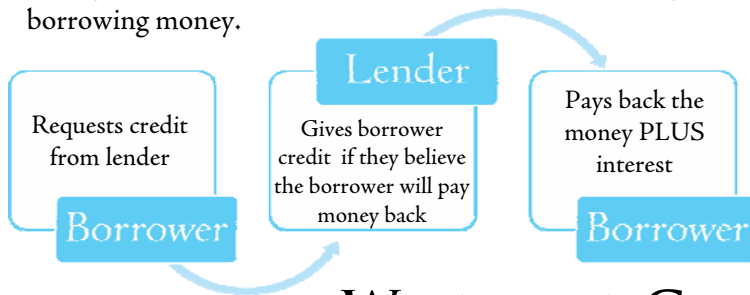 borrowing money.
Lender
Requests credit
from lender
Borrower
Gives borrower
credit if they believe
the borrower will pay
money back
Pays back the
money PLUS
interest
Borrower